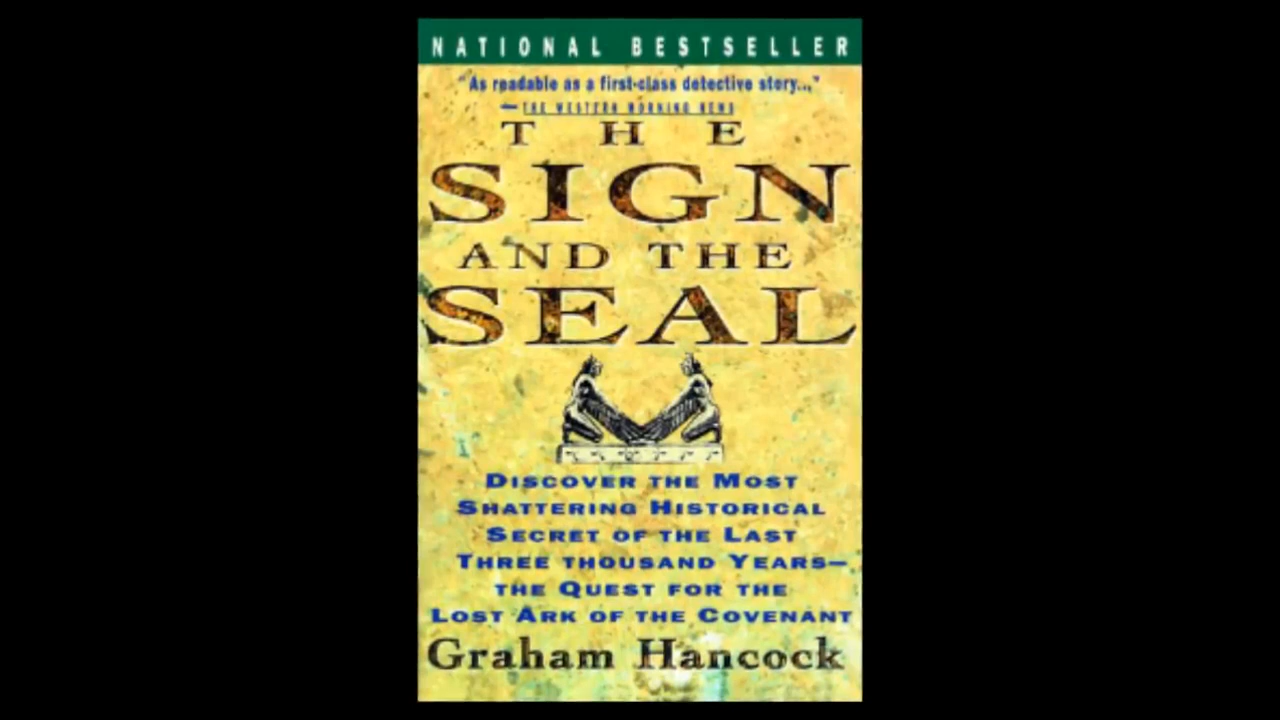 NATIONAL BESTSELLER
"As readable as a first-class detective story..."
—THE WESTERN MORNING NEWS
THE
SIGN
AND THE
SEAL
DISCOVER THE MOST
SHATTERING HISTORICAL
SECRET OF THE LAST
THREE THOUSAND YEARS—
THE QUEST FOR THE
LOST ARK OF THE COVENANT
Graham Hancock